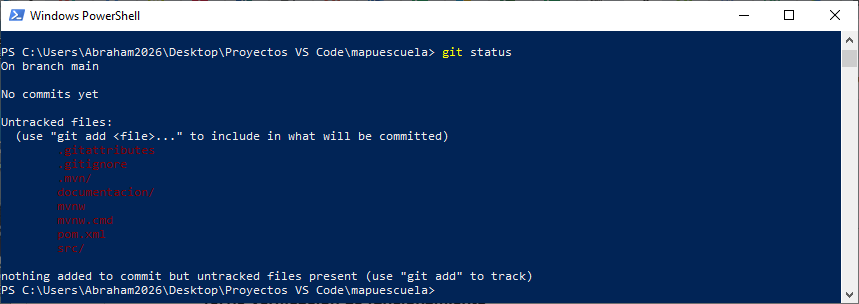 Windows PowerShell
PS C:\Users\Abraham2026\Desktop\Proyectos VS Code\mapuescuela> git status
On branch main
No commits yet
Untracked files:
(use "git add <file>..." to include in what will be committed)
.gitattributes
.gitignore
.mvn/
documentacion/
mvnw
mvnw.cmd
pom.xml
src/
nothing added to commit but untracked files present (use "git add" to track)
PS C:\Users\Abraham2026\Desktop\Proyectos VS Code\mapuescuela>